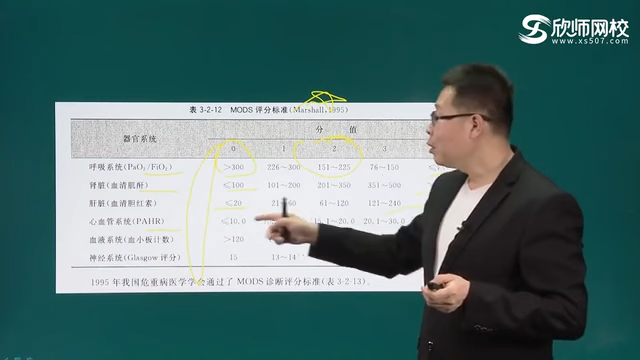 欣师网校
www.xs507.com
表 3-2-12 MODS 评分标准(Marshall,1995)
器官系统 分 值
0 1 2 3
呼吸系统(PaO₂/FiO₂) >300 226~300 151~225 76~150
肾脏(血清肌酐) ≤100 101~200 201~350 351~500
肝脏(血清胆红素) ≤20 60 61~120 121~240
心血管系统(PAHR) ≤10.0 20.0 20.1~30.0
血液系统(血小板计数) >120
神经系统(Glasgow 评分) 15 13~14
1995 年我国危重病医学学会通过了 MODS 诊断评分标准(表 3-2-13)。